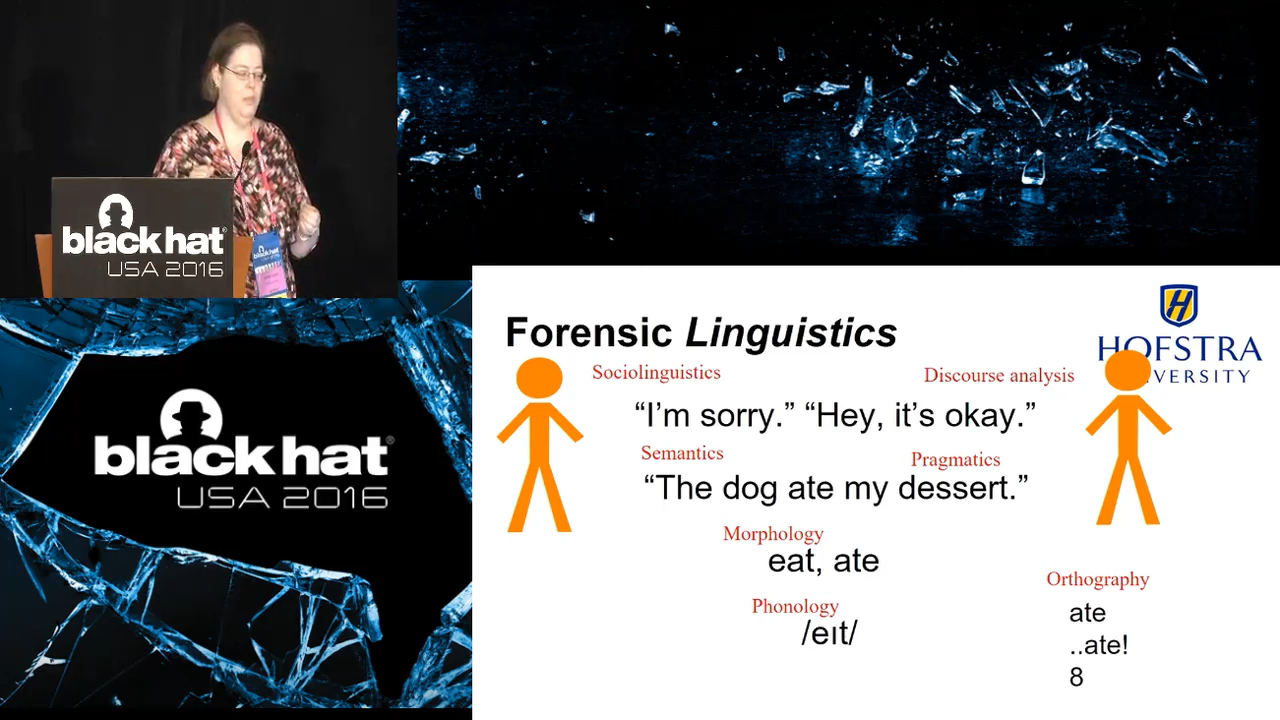 black hat
USA 2016
black hat®
USA 2016
Forensic Linguistics
H
HOFSTRA
VERSITY
Sociolinguistics
Discourse analysis
“I’m sorry.” “Hey, it’s okay.”
Semantics
Pragmatics
“The dog ate my dessert.”
Morphology
eat, ate
Phonology
/eɪt/
Orthography
ate
..ate!
8